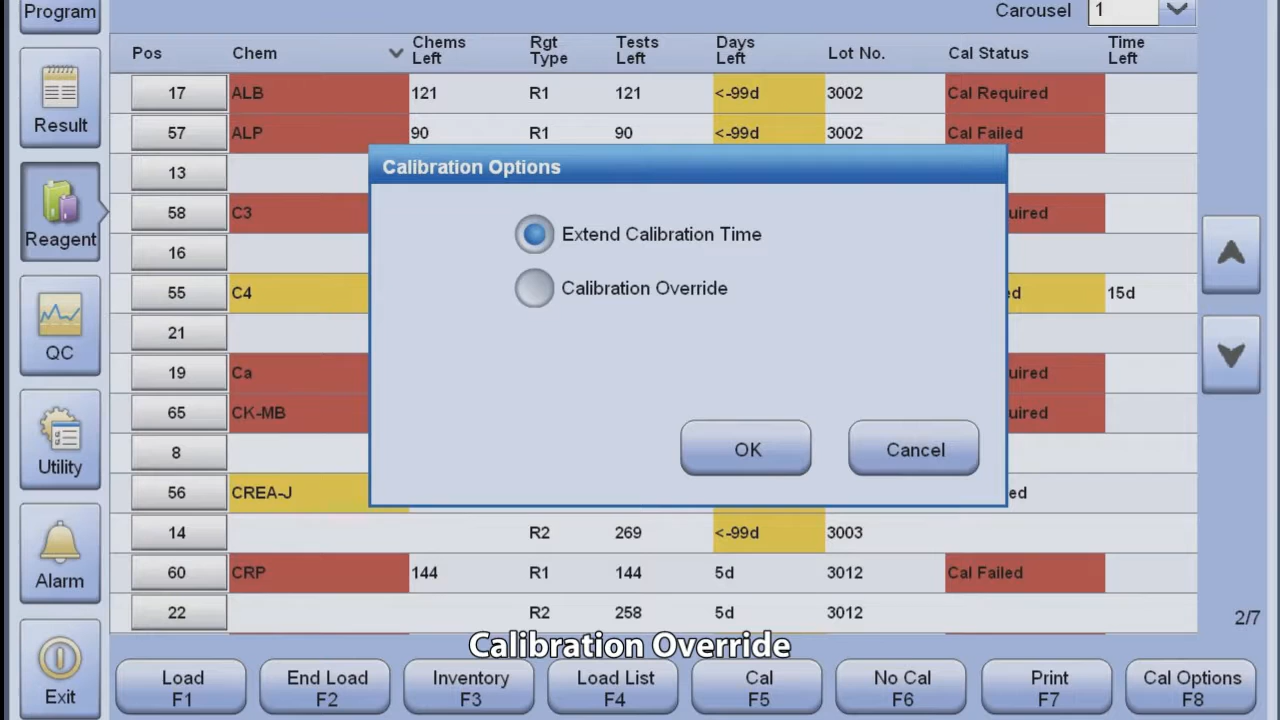 Program
Carousel 1
Pos Chem Chems Left Rgt Type Tests Left Days Left Lot No. Cal Status Time Left
17 ALB 121 R1 121 <-99d 3002 Cal Required
57 ALP 90 R1 90 <-99d 3002 Cal Failed
13
58 C3 uired
16
55 C4 ed 15d
21
19 Ca uired
65 CK-MB uired
8
56 CREA-J ed
14 R2 269 <-99d 3003
60 CRP 144 R1 144 5d 3012 Cal Failed
22 R2 258 5d 3012
Calibration Options
Extend Calibration Time
Calibration Override
OK Cancel
Result
Reagent
QC
Utility
Alarm
Exit
2/7
Calibration Override
Load F1
End Load F2
Inventory F3
Load List F4
Cal F5
No Cal F6
Print F7
Cal Options F8